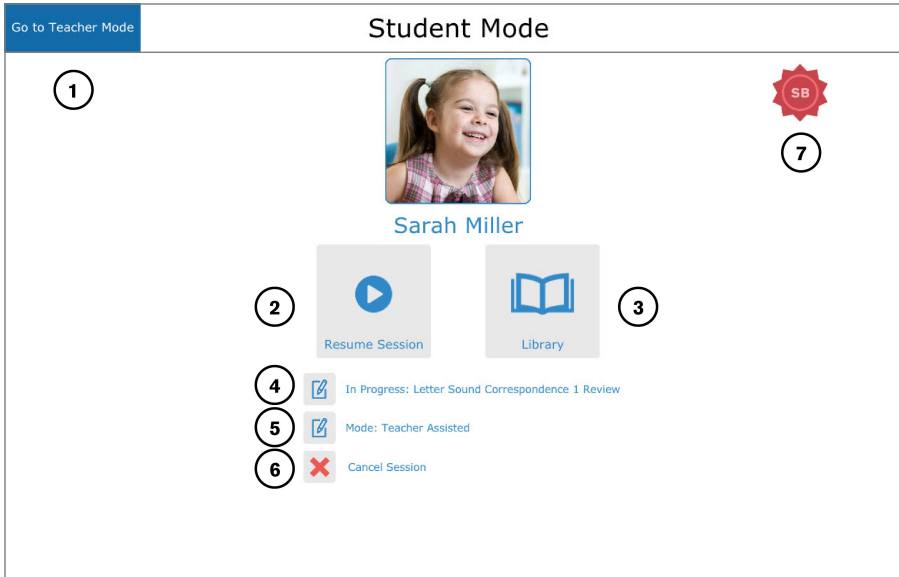 Go to Teacher Mode
Student Mode
1
SB
7
Sarah Miller
2
Resume Session
Library
3
4
In Progress: Letter Sound Correspondence 1 Review
5
Mode: Teacher Assisted
6
Cancel Session